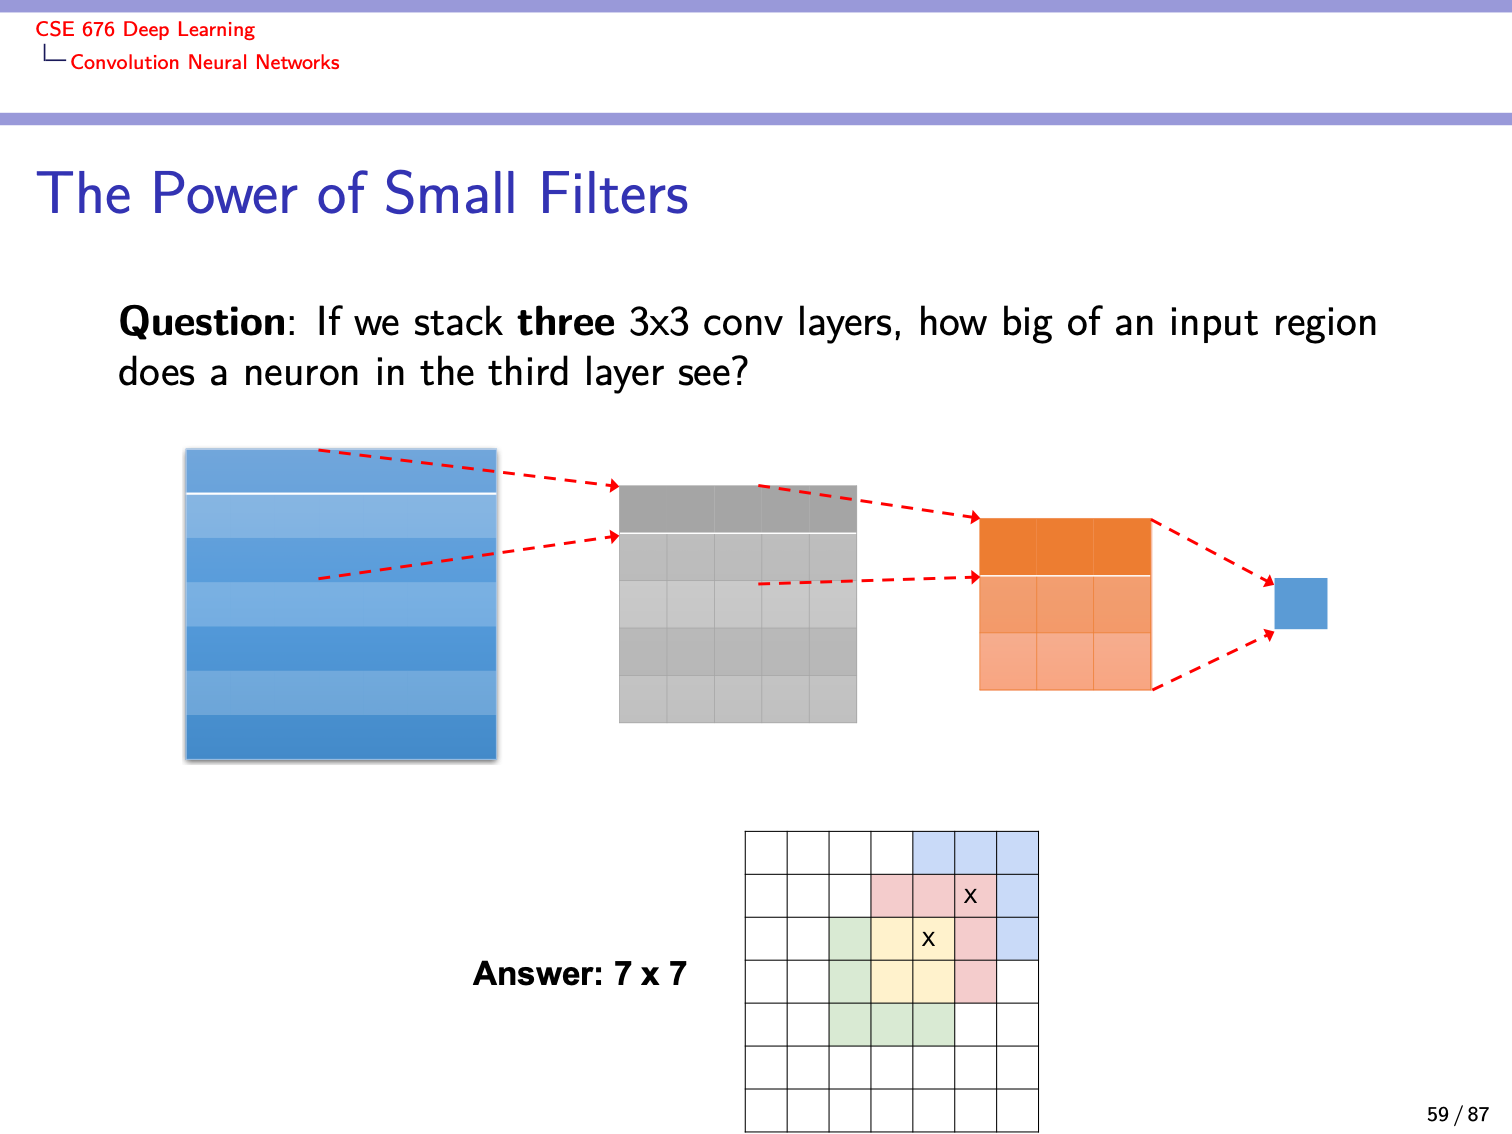 CSE 676 Deep Learning
Convolution Neural Networks
The Power of Small Filters
Question: If we stack three 3x3 conv layers, how big of an input region
does a neuron in the third layer see?
x
x
Answer: 7 x 7
59 / 87